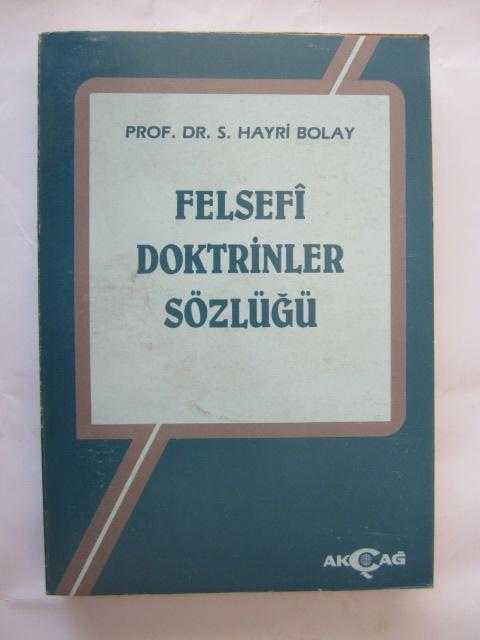 PROF. DR. S. HAYRİ BOLAY
FELSEFÎ
DOKTRİNLER
SÖZLÜĞÜ
AKÇAĞ